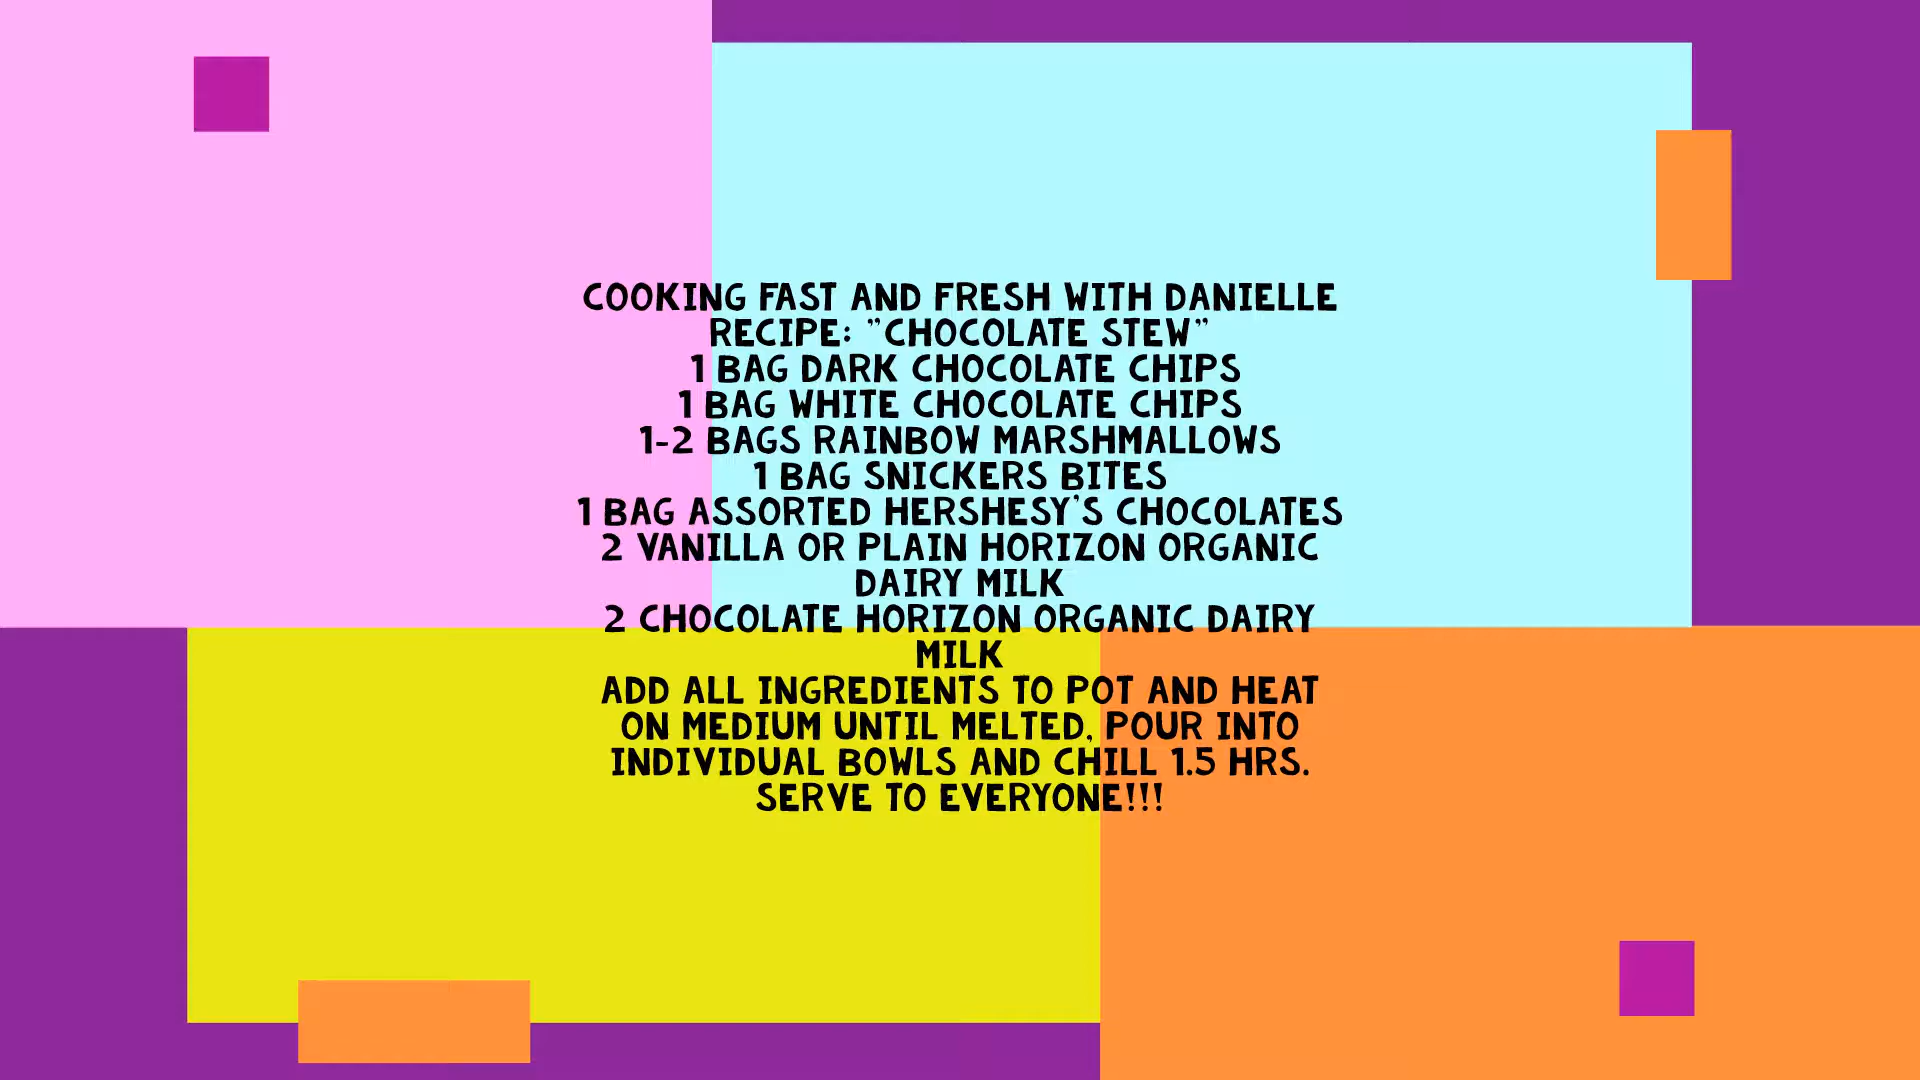 COOKING FAST AND FRESH WITH DANIELLE
RECIPE: "CHOCOLATE STEW"
1 BAG DARK CHOCOLATE CHIPS
1 BAG WHITE CHOCOLATE CHIPS
1-2 BAGS RAINBOW MARSHMALLOWS
1 BAG SNICKERS BITES
1 BAG ASSORTED HERSHESY'S CHOCOLATES
2 VANILLA OR PLAIN HORIZON ORGANIC
DAIRY MILK
2 CHOCOLATE HORIZON ORGANIC DAIRY
MILK
ADD ALL INGREDIENTS TO POT AND HEAT
ON MEDIUM UNTIL MELTED, POUR INTO
INDIVIDUAL BOWLS AND CHILL 1.5 HRS.
SERVE TO EVERYONE!!!